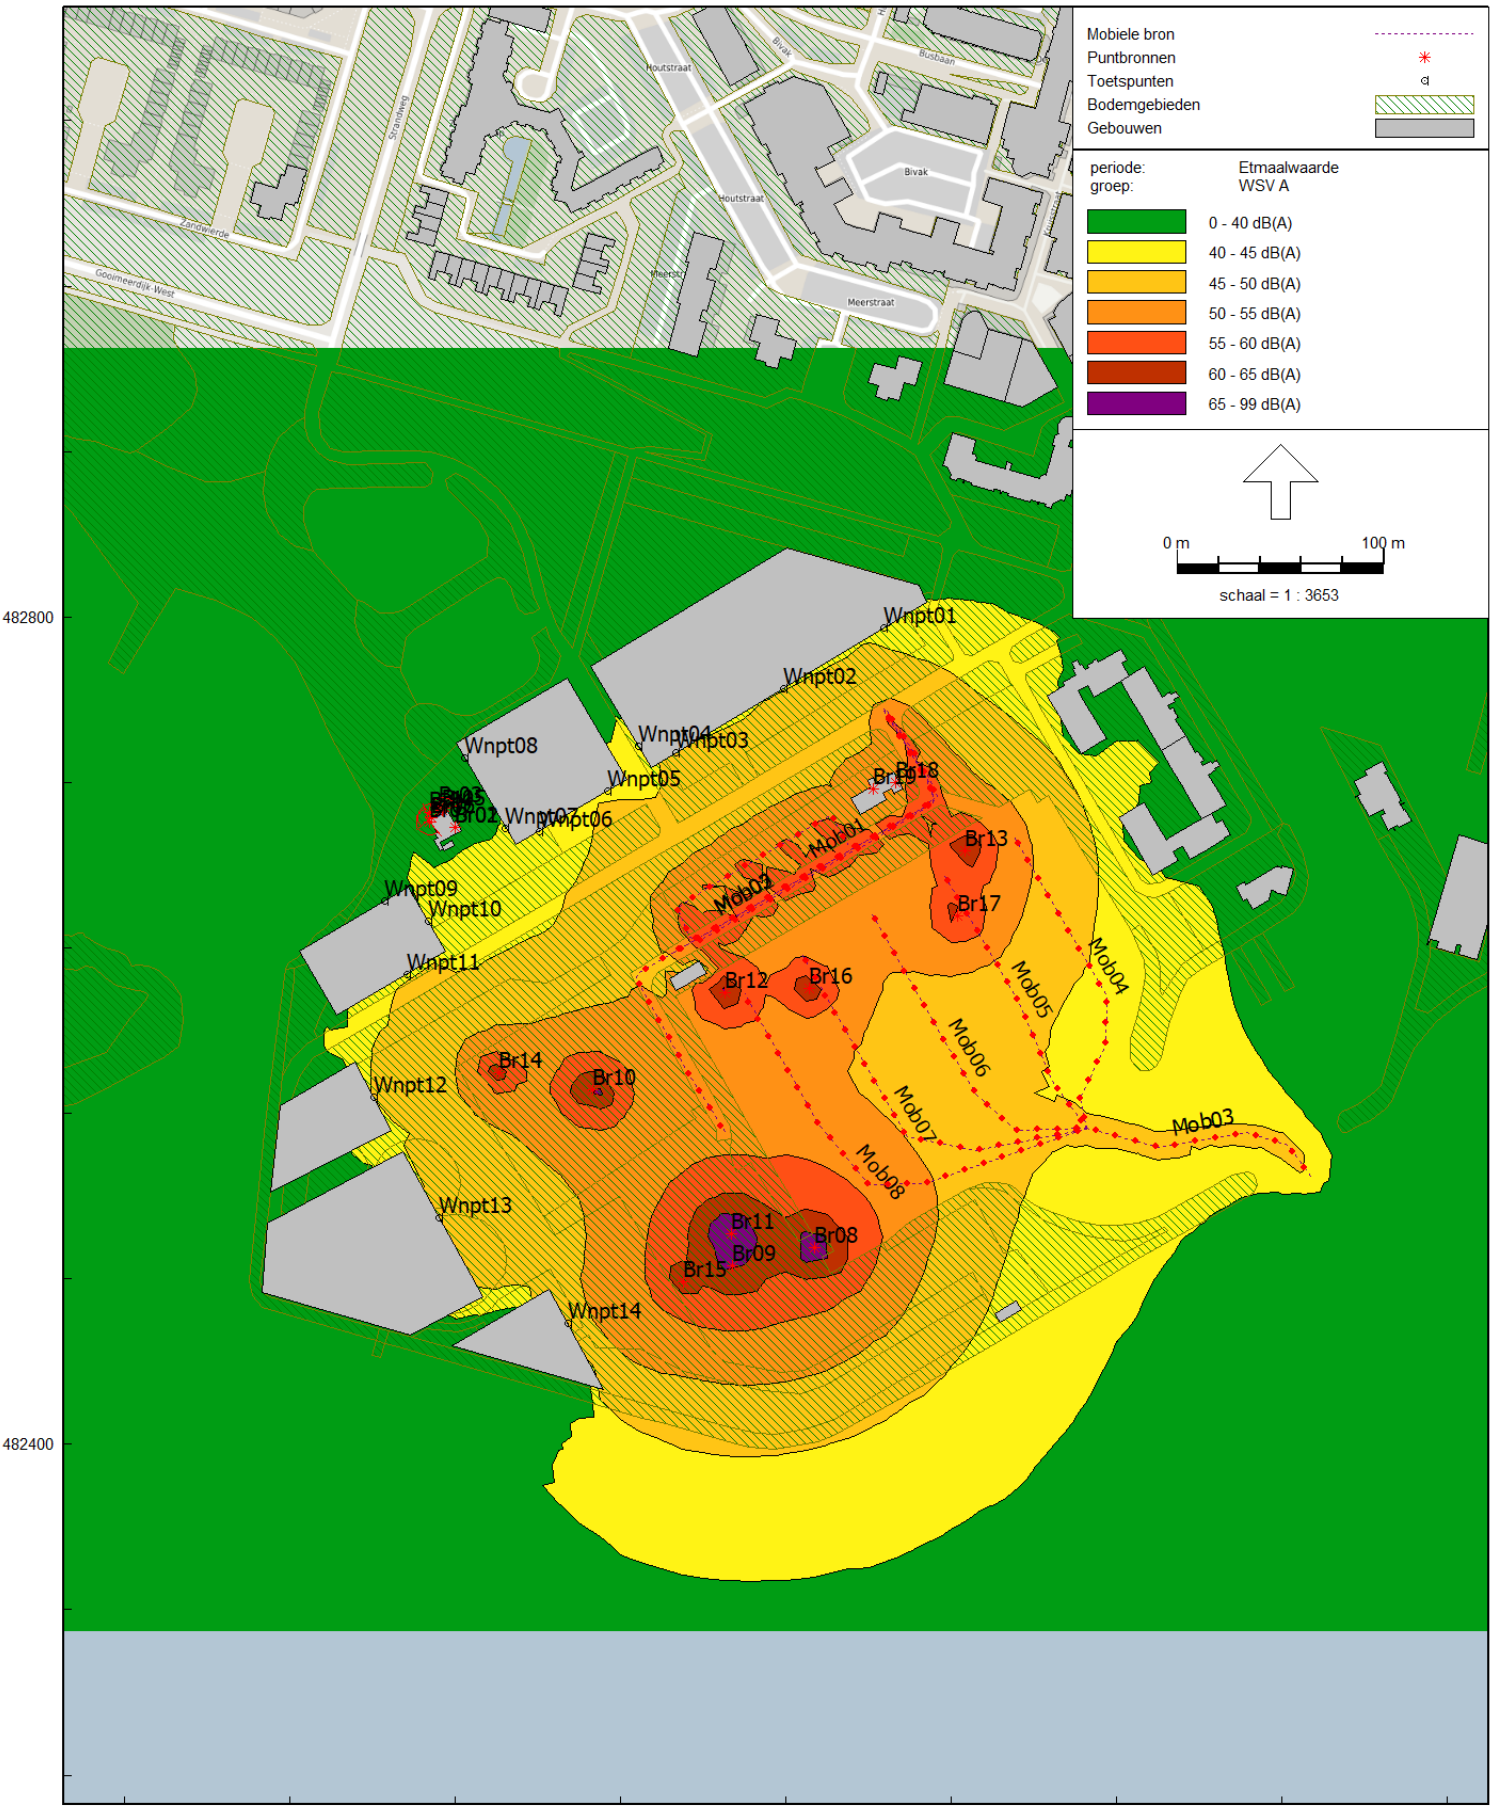 Mobiele bron
Puntbronnen
Toetspunten
Bodemgebieden
Gebouwen
periode: Etmaalwaarde
groep: WSV A
0 - 40 dB(A)
40 - 45 dB(A)
45 - 50 dB(A)
50 - 55 dB(A)
55 - 60 dB(A)
60 - 65 dB(A)
65 - 99 dB(A)
0 m 100 m
schaal = 1 : 3653
Houtstraat
Bivak
Busbaan
Strandweg
Bivak
Houtstraat
Zandwierde
Gooimeerdijk-West
Meerstr
Meerstraat
482800
482400
Wnpt01
Wnpt02
Wnpt04
Wnpt03
Wnpt08
Wnpt05
Wnpt07
Wnpt06
Br18
Br19
Mob01
Br13
Mob02
Wnpt09
Wnpt10
Br17
Wnpt11
Br12
Br16
Mob04
Mob05
Mob06
Br14
Br10
Wnpt12
Mob07
Mob03
Mob08
Wnpt13
Br11
Br08
Br09
Br15
Wnpt14